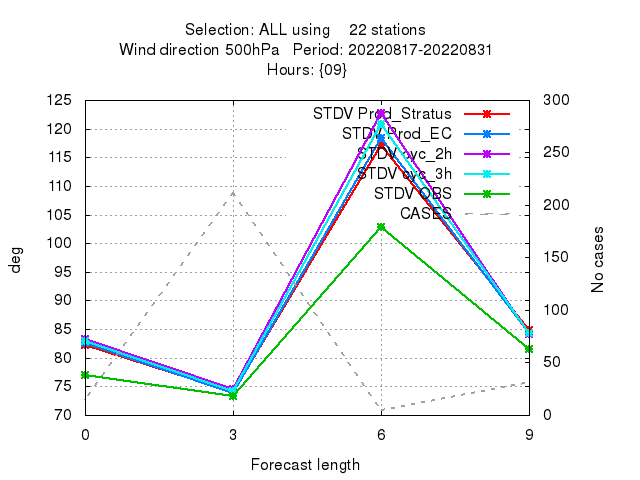 Selection: ALL using 22 stations
Wind direction 500hPa Period: 20220817-20220831
Hours: {09}
125
120
115
110
105
100
95
90
85
80
75
70
300
250
200
150
100
50
0
STDV Prod_Stratus
STDV Prod_EC
STDV cyc_2h
STDV cyc_3h
STDV OBS
CASES
deg
No cases
0 3 6 9
Forecast length